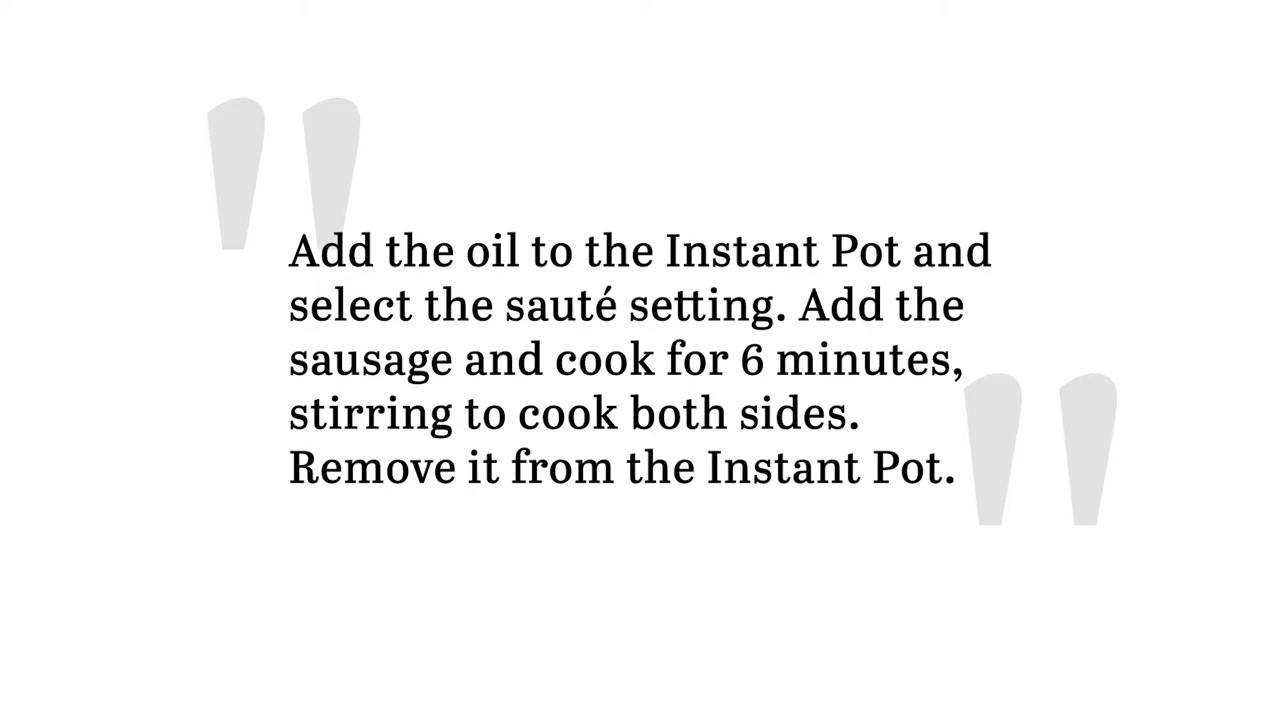 Add the oil to the Instant Pot and
select the sauté setting. Add the
sausage and cook for 6 minutes,
stirring to cook both sides.
Remove it from the Instant Pot.